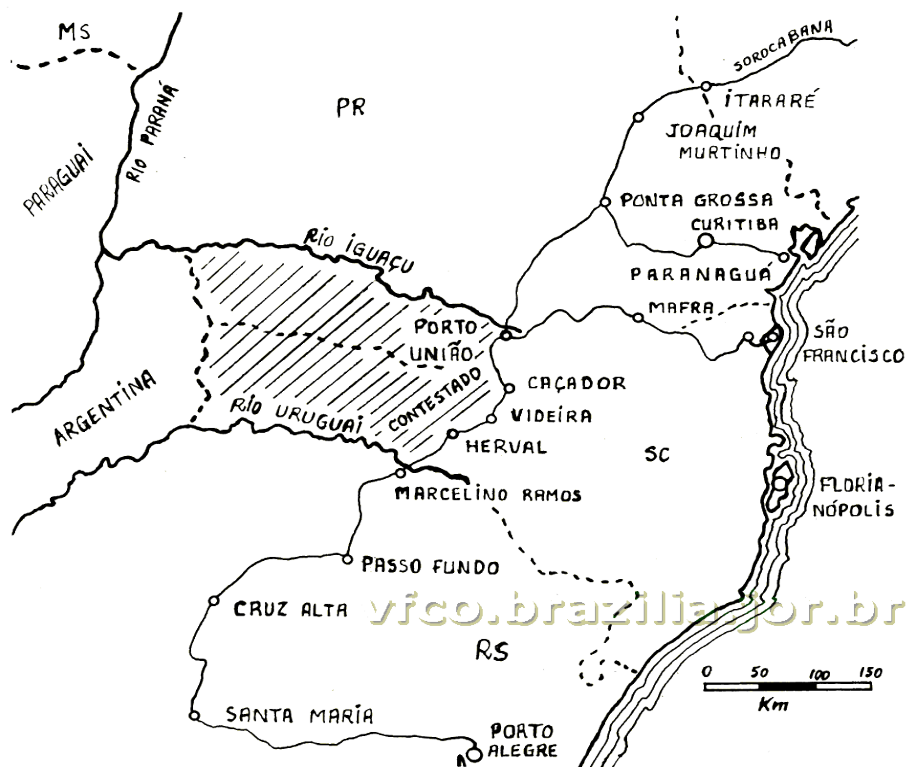 MS
SOROCABANA
ITARARÉ
PR
RIO PARANÁ
JOAQUIM
MURTINHO
PARAGUAI
PONTA GROSSA
CURITIBA
RIO IGUAÇU
PARANAGUÁ
MAFRA
PORTO
UNIÃO
SÃO
FRANCISCO
ARGENTINA
CAÇADOR
CONTESTADO
RIO URUGUAI
VIDEIRA
HERVAL
SC
MARCELINO RAMOS
FLORIA-
NÓPOLIS
PASSO FUNDO
CRUZ ALTA
vfco.brazilia.jor.br
RS
0 50 100 150
Km
SANTA MARIA
PORTO
ALEGRE